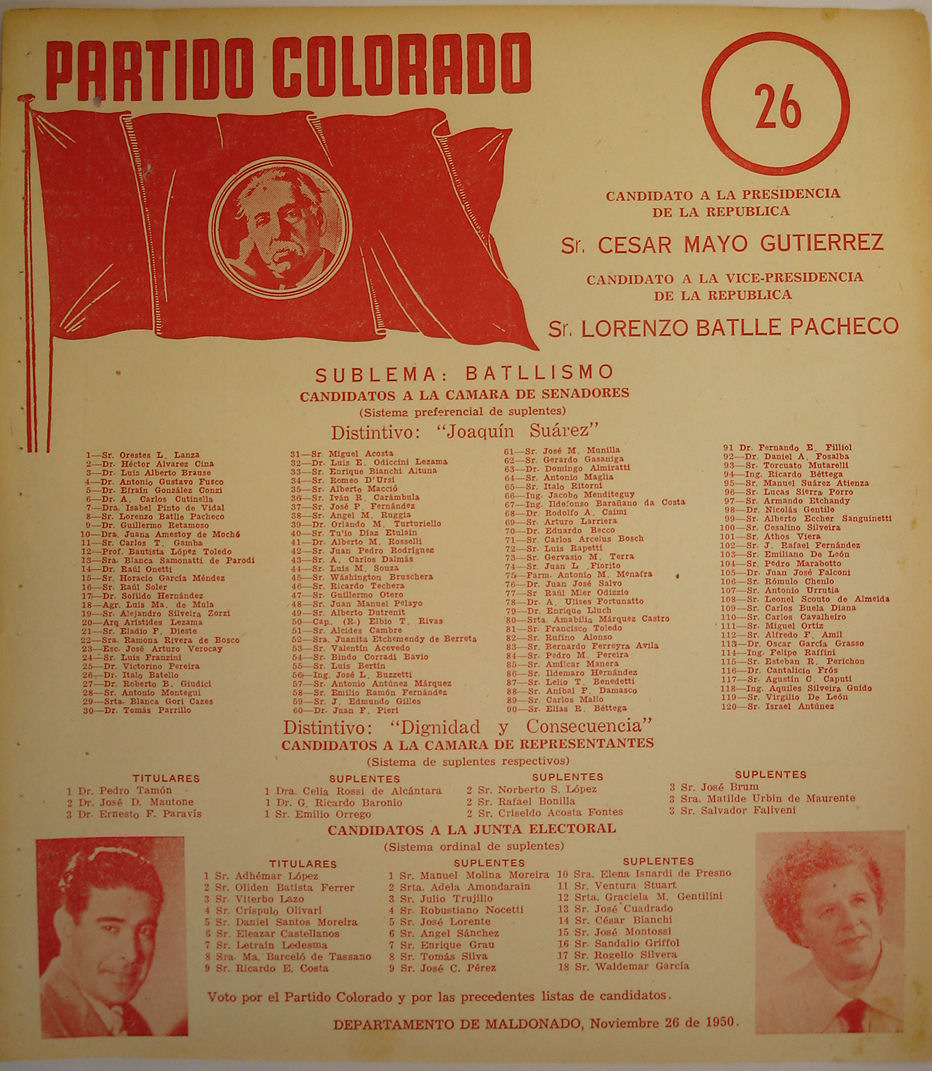 PARTIDO COLORADO
26
CANDIDATO A LA PRESIDENCIA
DE LA REPUBLICA
Sr. CESAR MAYO GUTIERREZ
CANDIDATO A LA VICE-PRESIDENCIA
DE LA REPUBLICA
Sr. LORENZO BATLLE PACHECO
SUBLEMA: BATLLISMO
CANDIDATOS A LA CAMARA DE SENADORES
(Sistema preferencial de suplentes)
Distintivo: "Joaquín Suárez"
1—Sr. Orestes L. Lanza
2—Dr. Héctor Alvarez Cina
3—Dr. Luis Alberto Brause
4—Dr. Antonio Gustavo Fusco
5—Dr. Efraín González Conzi
6—Dr. A. Carlos Cutinella
7—Dra. Isabel Pinto de Vidal
8—Sr. Lorenzo Batlle Pacheco
9—Dr. Guillermo Retamoso
10—Dra. Juana Amestoy de Mochó
11—Sr. Carlos T. Gamba
12—Prof. Bautista López Toledo
13—Sra. Blanca Samonatti de Parodi
14—Dr. Raúl Onetti
15—Sr. Horacio García Méndez
16—Sr. Raúl Soler
17—Dr. Sofildo Hernández
18—Agr. Luis Ma. de Mula
19—Sr. Alejandro Silveira Zorzi
20—Arq Arístides Lezama
21—Sr. Eladio F. Dieste
22—Sra. Ramona Rivera de Bosco
23—Esc. José Arturo Verocay
24—Sr. Luis Franzini
25—Dr. Victorino Pereira
26—Dr. Italo Batello
27—Dr. Roberto B. Giudici
28—Sr. Antonio Montegui
29—Srta. Blanca Gori Cazes
30—Dr. Tomás Parrillo
31—Sr. Miguel Acosta
32—Dr. Luis E. Odiccini Lezama
33—Sr. Enrique Bianchi Altuna
34—Sr. Romeo D'Ursi
35—Sr. Alberto Macció
36—Sr. Iván R. Carámbula
37—Sr. José P. Fernández
38—Sr. Angel M. Ruggia
39—Dr. Orlando M. Turturiello
40—Sr. Tulio Díaz Etulain
41—Dr. Alberto M. Rosselli
42—Sr. Juan Pedro Rodríguez
43—Sr. A. Carlos Dalmás
44—Sr. Luis M. Souza
45—Sr. Wáshington Bruschera
46—Sr. Ricardo Techera
47—Sr. Guillermo Otero
48—Sr. Juan Manuel Pelayo
49—Sr. Alberto Dutrenit
50—Cap. (R.) Elbio T. Rivas
51—Sr. Alcides Cambre
52—Sra. Juanita Etchemendy de Berreta
53—Sr. Valentín Acevedo
54—Sr. Bindo Corradi Bavio
55—Sr. Luis Bertin
56—Ing. José L. Buzzetti
57—Sr. Antonio Antúnez Márquez
58—Sr. Emilio Ramón Fernández
59—Sr. J. Edmundo Gilles
60—Dr. Juan F. Pieri
61—Sr. José M. Munilla
62—Sr. Gerardo Gasaniga
63—Dr. Domingo Almiratti
64—Sr. Antonio Maglia
65—Sr. Italo Ritorni
66—Ing. Jacobo Menditeguy
67—Ing. Ildefonso Barañano da Costa
68—Dr. Rodolfo A. Caimi
69—Sr. Arturo Larriera
70—Dr. Eduardo Becco
71—Sr. Carlos Arcelus Bosch
72—Sr. Luis Rapetti
73—Sr. Gervasio M. Terra
74—Sr. Juan L. Fiorito
75—Farm. Antonio M. Menafra
76—Dr. Juan José Salvo
77—Sr Raúl Mier Odizzio
78—Dr. A. Ulises Fortunatto
79—Dr. Enrique Lluch
80—Srta. Amabilia Márquez Castro
81—Sr. Francisco Toledo
82—Sr. Rufino Alonso
83—Sr. Bernardo Ferreyra Avila
84—Sr. Pedro M. Pereira
85—Sr. Amílcar Manera
86—Sr. Ildemaro Hernández
87—Sr. Lelio T. Benedetti
88—Sr. Aníbal F. Damasco
89—Sr. Carlos Mallo
90—Sr. Elías R. Béttega
91 Dr. Fernando E. Filliol
92—Dr. Daniel A. Fosalba
93—Sr. Torcuato Mutarelli
94—Ing. Ricardo Béttega
95—Sr. Manuel Suárez Atienza
96—Sr. Lucas Sierra Porro
97—Sr. Armando Etchandy
98—Dr. Nicolás Gentile
99—Sr. Alberto Eccher Sanguinetti
100—Sr. Cesalino Silveira
101—Sr. Athos Viera
102—Sr. J. Rafael Fernández
103—Sr. Emiliano De León
104—Sr. Pedro Marabotto
105—Dr. Juan José Falconi
106—Sr. Rómulo Chenlo
107—Sr. Antonio Urrutia
108—Sr. Leonel Scouto de Almeida
109—Sr. Carlos Buela Diana
110—Sr. Carlos Cavalheiro
111—Sr. Miguel Ortiz
112—Sr. Alfredo F. Amil
113—Dr. Oscar García Grasso
114—Ing. Felipe Raffini
115—Sr. Esteban R. Perichon
116—Dr. Cantalicio Frós
117—Sr. Agustín C. Caputi
118—Ing. Aquiles Silveira Guido
119—Sr. Virgilio De León
120—Sr. Israel Antúnez
Distintivo: "Dignidad y Consecuencia"
CANDIDATOS A LA CAMARA DE REPRESENTANTES
(Sistema de suplentes respectivos)
TITULARES
1 Dr. Pedro Tamón
2 Dr. José D. Mautone
3 Dr. Ernesto F. Paravís
SUPLENTES
1 Dra. Celia Rossi de Alcántara
1 Dr. G. Ricardo Baronio
1 Sr. Emilio Orrego
SUPLENTES
2 Sr. Norberto S. López
2 Sr. Rafael Bonilla
2 Sr. Criseldo Acosta Fontes
SUPLENTES
3 Sr. José Brum
3 Sra. Matilde Urbin de Maurente
3 Sr. Salvador Faliveni
CANDIDATOS A LA JUNTA ELECTORAL
(Sistema ordinal de suplentes)
TITULARES
1 Sr. Adhémar López
2 Sr. Oliden Batista Ferrer
3 Sr. Viterbo Lazo
4 Sr. Críspulo Olivari
5 Sr. Daniel Santos Moreira
6 Sr. Eleazar Castellanos
7 Sr. Letrain Ledesma
8 Sra. Ma. Barceló de Tassano
9 Sr. Ricardo E. Costa
SUPLENTES
1 Sr. Manuel Molina Moreira
2 Srta. Adela Amondarain
3 Sr. Julio Trujillo
4 Sr. Robustiano Nocetti
5 Sr. José Lorente
6 Sr. Angel Sánchez
7 Sr. Enrique Grau
8 Sr. Tomás Silva
9 Sr. José C. Pérez
SUPLENTES
10 Sra. Elena Isnardi de Presno
11 Sr. Ventura Stuart
12 Srta. Graciela M. Gentilini
13 Sr. José Cuadrado
14 Sr. César Bianchi
15 Sr. José Montossi
16 Sr. Sandalio Griffol
17 Sr. Rogelio Silvera
18 Sr. Waldemar García
Voto por el Partido Colorado y por las precedentes listas de candidatos.
DEPARTAMENTO DE MALDONADO, Noviembre 26 de 1950.